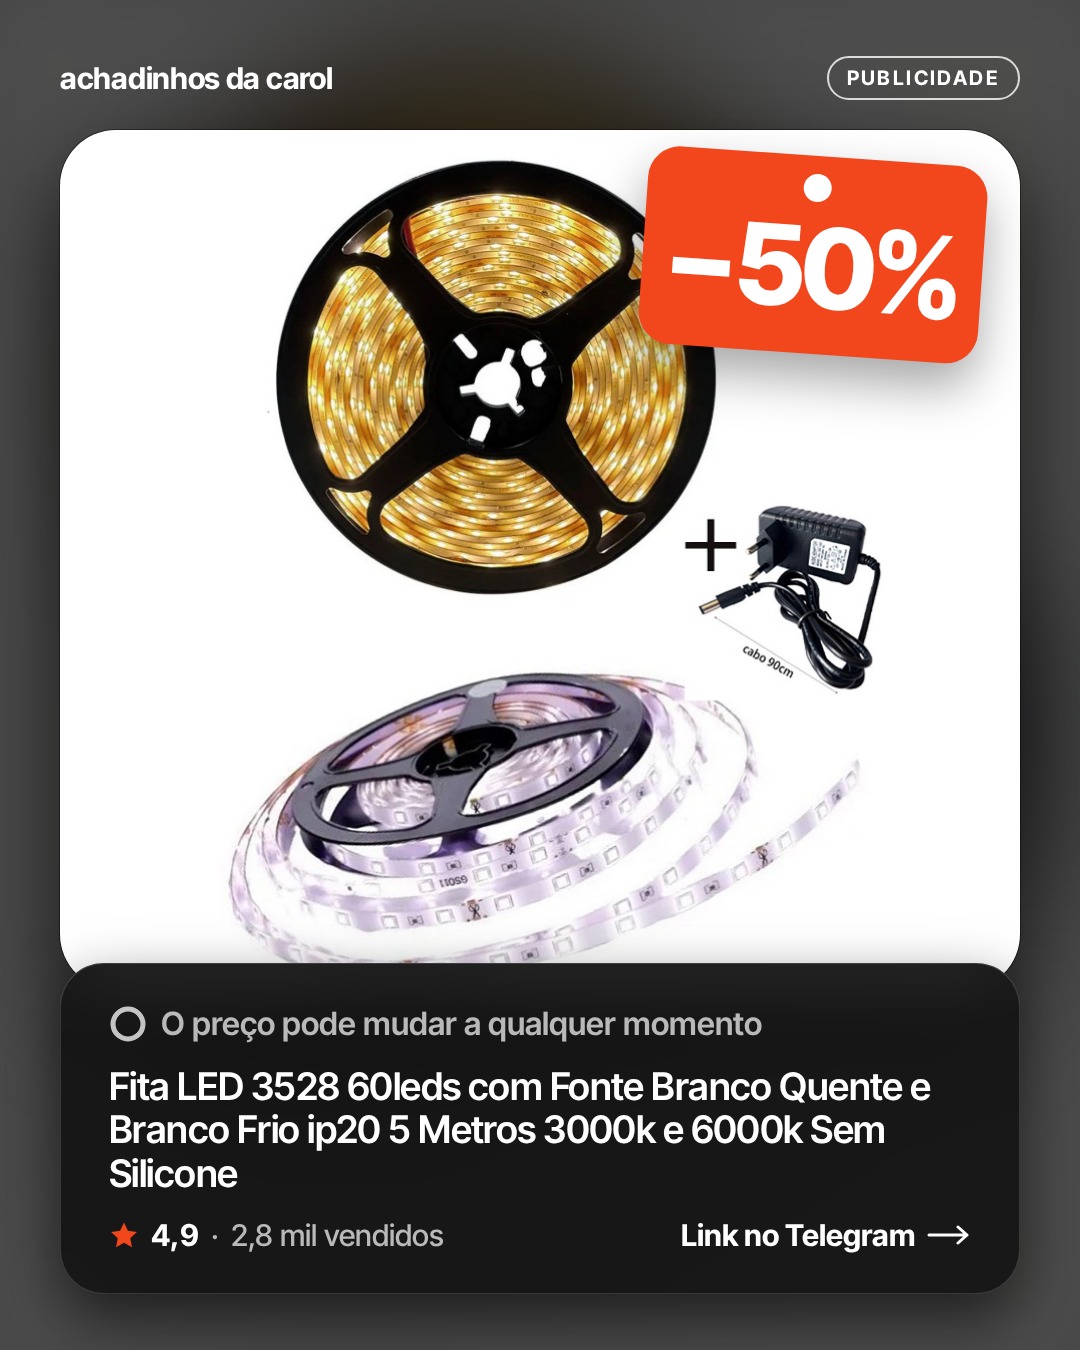 achadinhos da carol
PUBLICIDADE
–50%
cabo 90cm
O preço pode mudar a qualquer momento
Fita LED 3528 60leds com Fonte Branco Quente e
Branco Frio ip20 5 Metros 3000k e 6000k Sem
Silicone
4,9 · 2,8 mil vendidos
Link no Telegram →